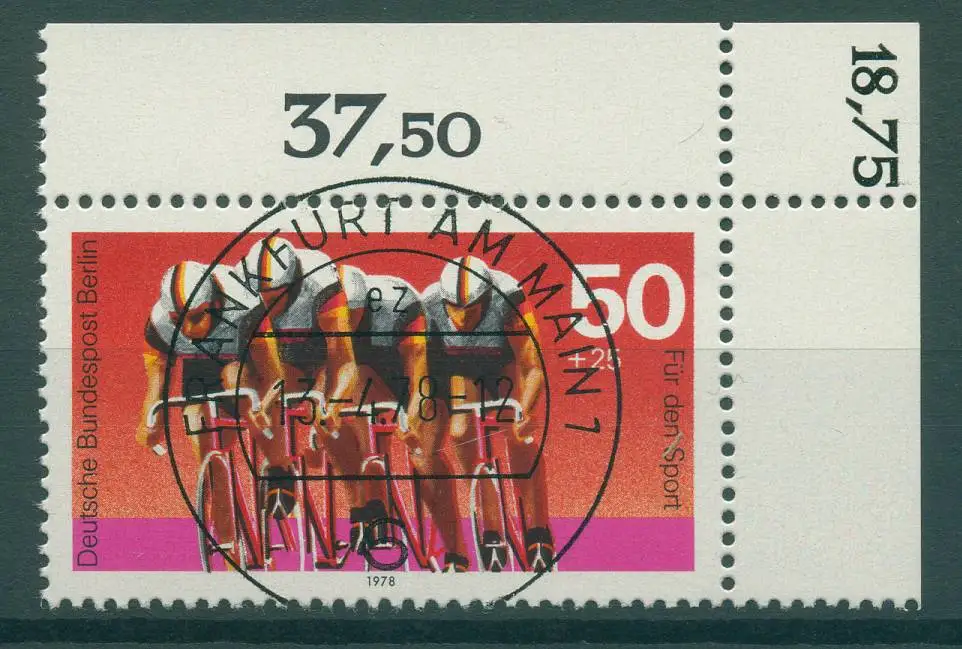 37,50
18,75
Deutsche Bundespost Berlin
50
+25
Für den Sport
FRANKFURT AM MAIN 1
ez
13.-4.78-12
1978